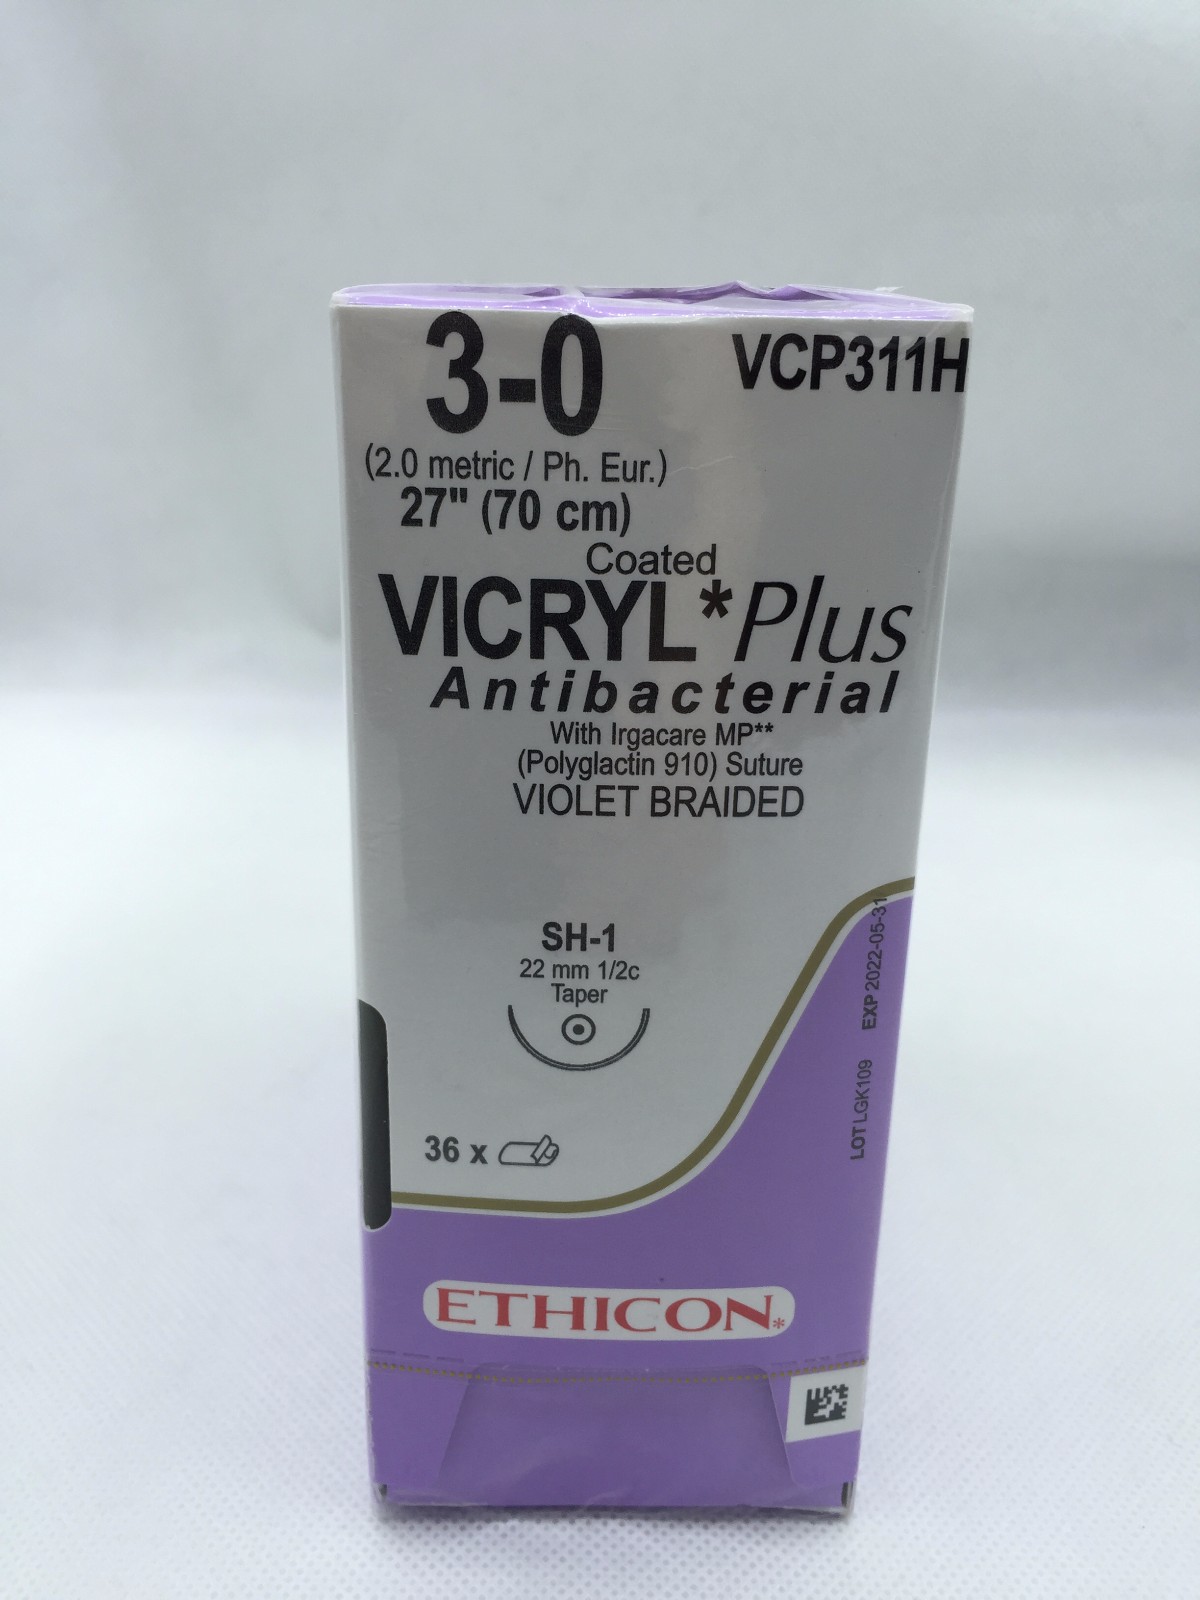 3-0
VCP311H
(2.0 metric / Ph. Eur.)
27" (70 cm)
Coated
VICRYL*Plus
Antibacterial
With Irgacare MP**
(Polyglactin 910) Suture
VIOLET BRAIDED
SH-1
22 mm 1/2c
Taper
36 x
LOT LGK109 EXP 2022-05-31
ETHICON*